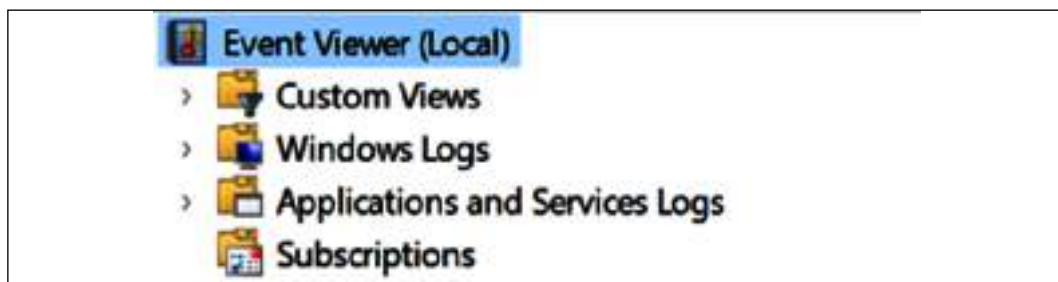 Event Viewer (Local)
Custom Views
Windows Logs
Applications and Services Logs
Subscriptions